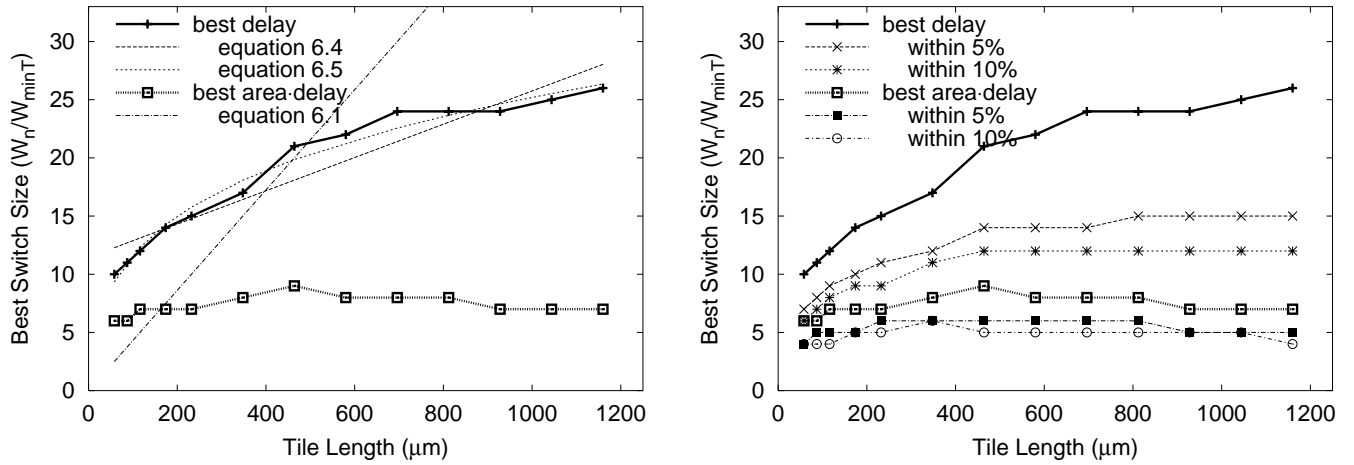 Best Switch Size (Wn/WminT)
30
25
20
15
10
5
0
best delay
equation 6.4
equation 6.5
best area·delay
equation 6.1
0 200 400 600 800 1000 1200
Tile Length (μm)
Best Switch Size (Wn/WminT)
30
25
20
15
10
5
0
best delay
within 5%
within 10%
best area·delay
within 5%
within 10%
0 200 400 600 800 1000 1200
Tile Length (μm)